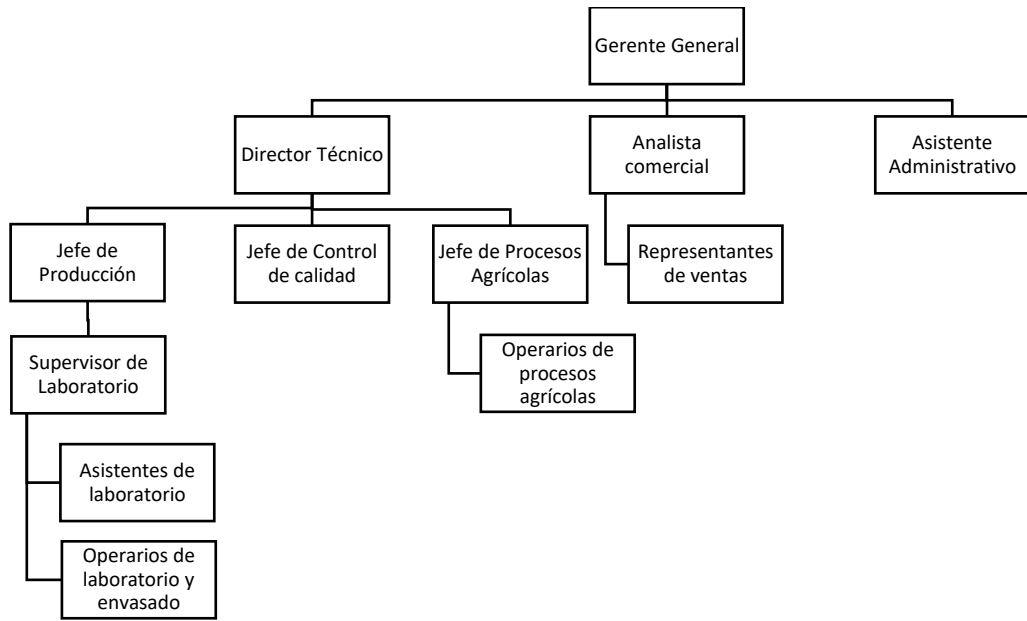 Gerente General
Director Técnico
Analista
comercial
Asistente
Administrativo
Jefe de
Producción
Jefe de Control
de calidad
Jefe de Procesos
Agrícolas
Representantes
de ventas
Supervisor de
Laboratorio
Operarios de
procesos
agrícolas
Asistentes de
laboratorio
Operarios de
laboratorio y
envasado